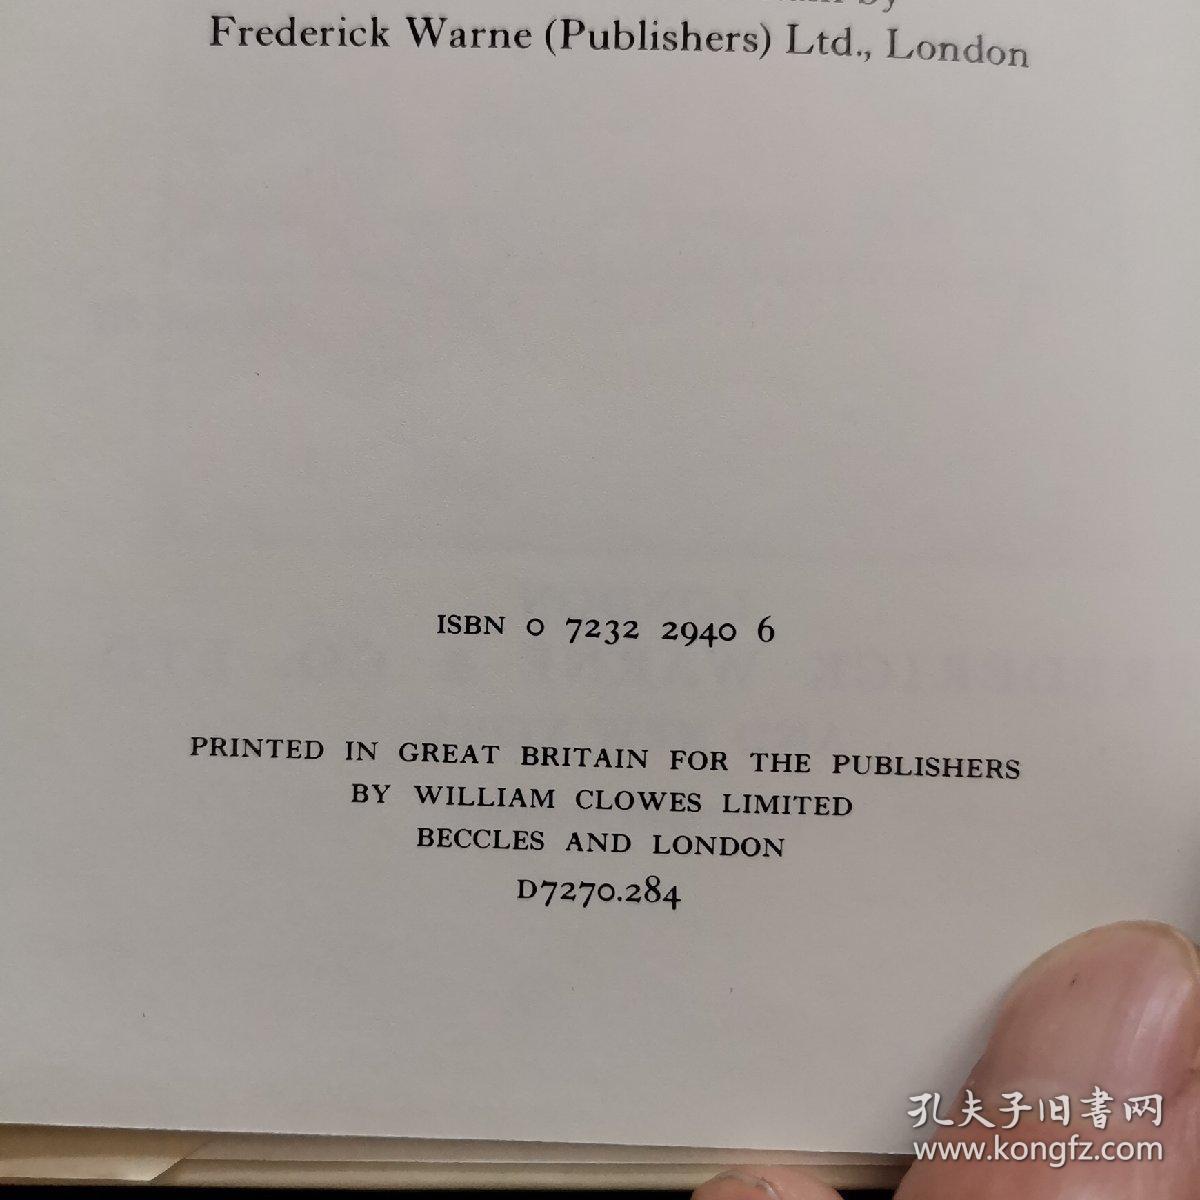 by
Frederick Warne (Publishers) Ltd., London
ISBN 0 7232 2940 6
PRINTED IN GREAT BRITAIN FOR THE PUBLISHERS
BY WILLIAM CLOWES LIMITED
BECCLES AND LONDON
D7270.284
孔夫子旧书网
www.kongfz.com